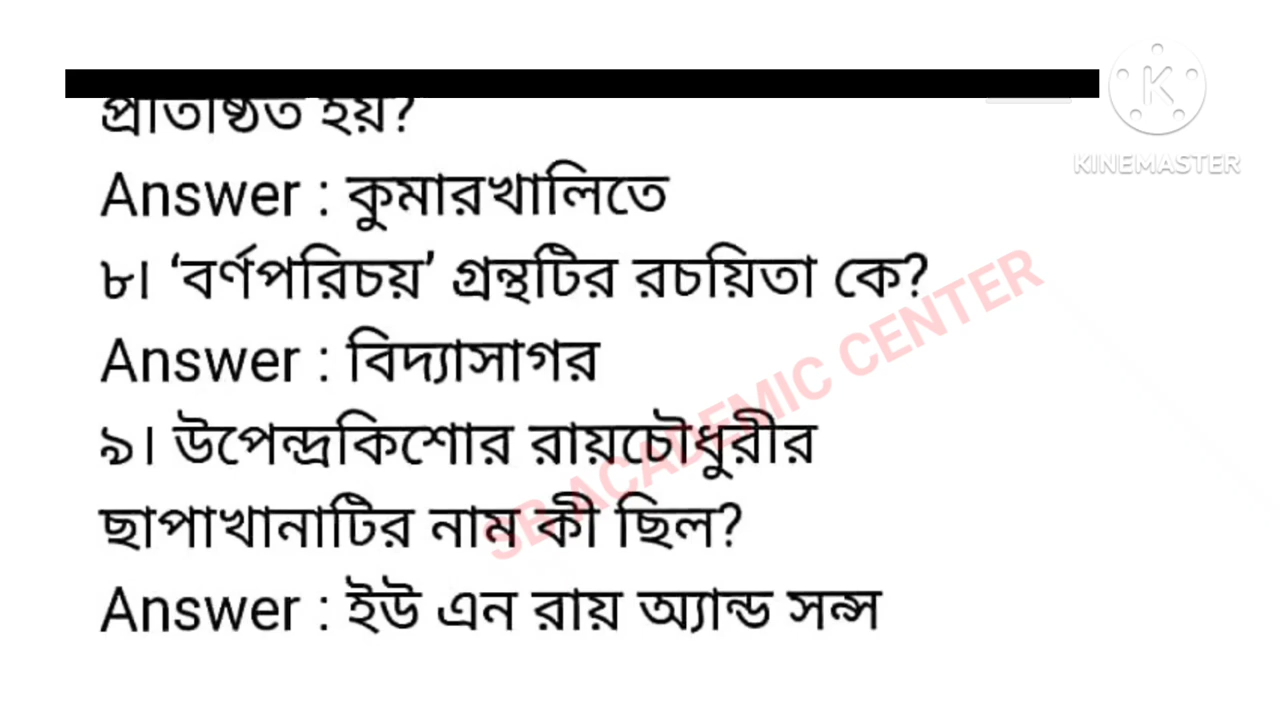 প্রতিষ্ঠিত হয়?
Answer : কুমারখালিতে
৮। ‘বর্ণপরিচয়’ গ্রন্থটির রচয়িতা কে?
Answer : বিদ্যাসাগর
৯। উপেন্দ্রকিশোর রায়চৌধুরীর
ছাপাখানাটির নাম কী ছিল?
Answer : ইউ এন রায় অ্যান্ড সন্স
SB ACADEMIC CENTER
KINEMASTER